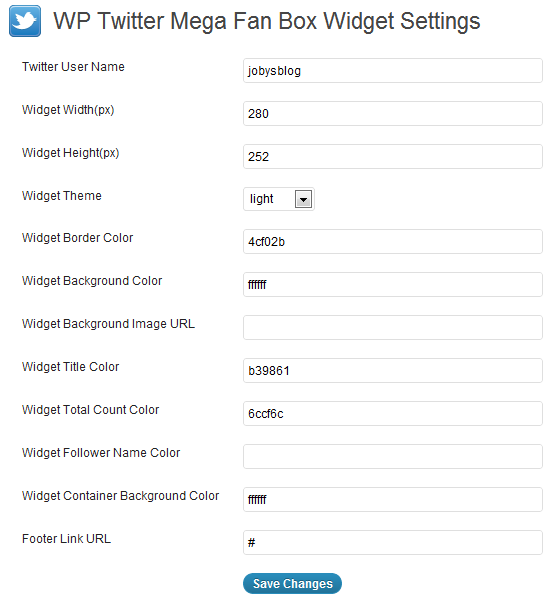 WP Twitter Mega Fan Box Widget Settings
Twitter User Name jobysblog
Widget Width(px) 280
Widget Height(px) 252
Widget Theme light
Widget Border Color 4cf02b
Widget Background Color ffffff
Widget Background Image URL
Widget Title Color b39861
Widget Total Count Color 6ccf6c
Widget Follower Name Color
Widget Container Background Color ffffff
Footer Link URL #
Save Changes